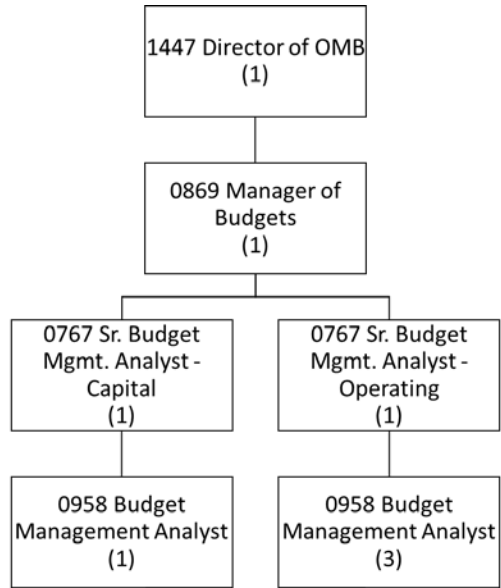 1447 Director of OMB
(1)
0869 Manager of
Budgets
(1)
0767 Sr. Budget
Mgmt. Analyst -
Capital
(1)
0767 Sr. Budget
Mgmt. Analyst -
Operating
(1)
0958 Budget
Management Analyst
(1)
0958 Budget
Management Analyst
(3)